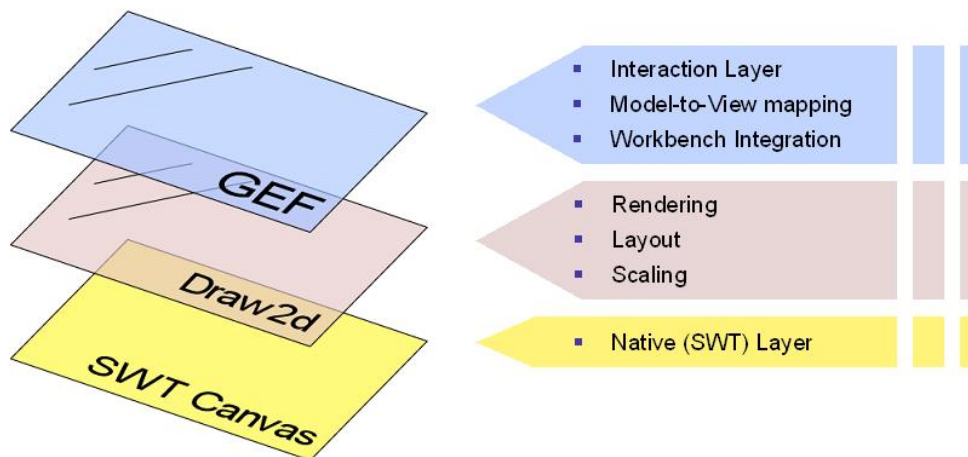 GEF
Draw2d
SWT Canvas
Interaction Layer
Model-to-View mapping
Workbench Integration
Rendering
Layout
Scaling
Native (SWT) Layer